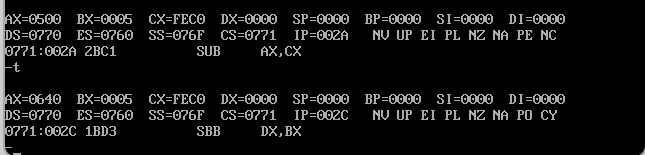 AX=0500 BX=0005 CX=FEC0 DX=0000 SP=0000 BP=0000 SI=0000 DI=0000
DS=0770 ES=0760 SS=076F CS=0771 IP=002A NV UP EI PL NZ NA PE NC
0771:002A 2BC1 SUB AX,CX
-t
AX=0640 BX=0005 CX=FEC0 DX=0000 SP=0000 BP=0000 SI=0000 DI=0000
DS=0770 ES=0760 SS=076F CS=0771 IP=002C NV UP EI PL NZ NA PO CY
0771:002C 1BD3 SBB DX,BX
-